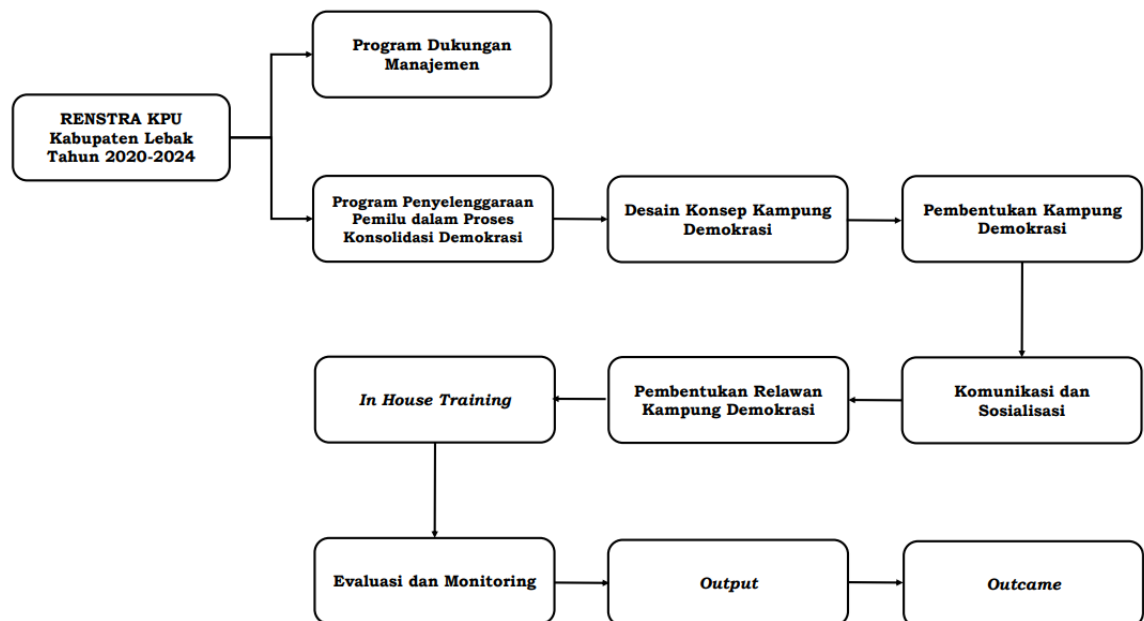 Program Dukungan
Manajemen
RENSTRA KPU
Kabupaten Lebak
Tahun 2020-2024
Program Penyelenggaraan
Pemilu dalam Proses
Konsolidasi Demokrasi
Desain Konsep Kampung
Demokrasi
Pembentukan Kampung
Demokrasi
Komunikasi dan
Sosialisasi
Pembentukan Relawan
Kampung Demokrasi
In House Training
Evaluasi dan Monitoring
Output
Outcame